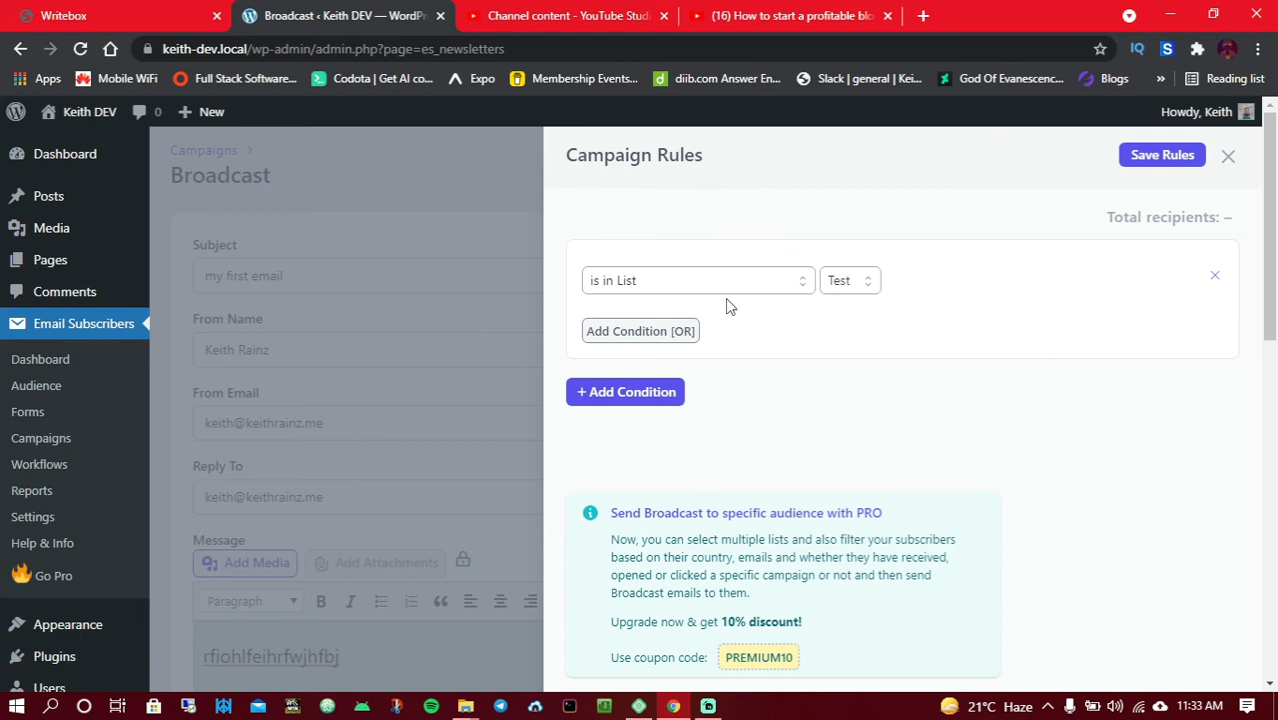 Writebox
Broadcast ‹ Keith DEV — WordPr
Channel content - YouTube Studi
(16) How to start a profitable blo
keith-dev.local/wp-admin/admin.php?page=es_newsletters
Apps
Mobile WiFi
Full Stack Software...
Codota | Get AI co...
Expo
Membership Events...
diib.com Answer En...
Slack | general | Kei...
God Of Evanescenc...
Blogs
»
Reading list
Keith DEV
0
New
Howdy, Keith
Dashboard
Posts
Media
Pages
Comments
Email Subscribers
Dashboard
Audience
Forms
Campaigns
Workflows
Reports
Settings
Help & Info
Go Pro
Appearance
Plugins
Users
Campaigns >
Broadcast
Subject
my first email
From Name
Keith Rainz
From Email
keith@keithrainz.me
Reply To
keith@keithrainz.me
Message
Add Media
Add Attachments
Paragraph
B
I
rfiohlfeihrfwjhfbj
Campaign Rules
Save Rules
Total recipients: –
is in List
Test
Add Condition [OR]
+ Add Condition
Send Broadcast to specific audience with PRO
Now, you can select multiple lists and also filter your subscribers
based on their country, emails and whether they have received,
opened or clicked a specific campaign or not and then send
Broadcast emails to them.
Upgrade now & get 10% discount!
Use coupon code: PREMIUM10
21°C Haze
11:33 AM